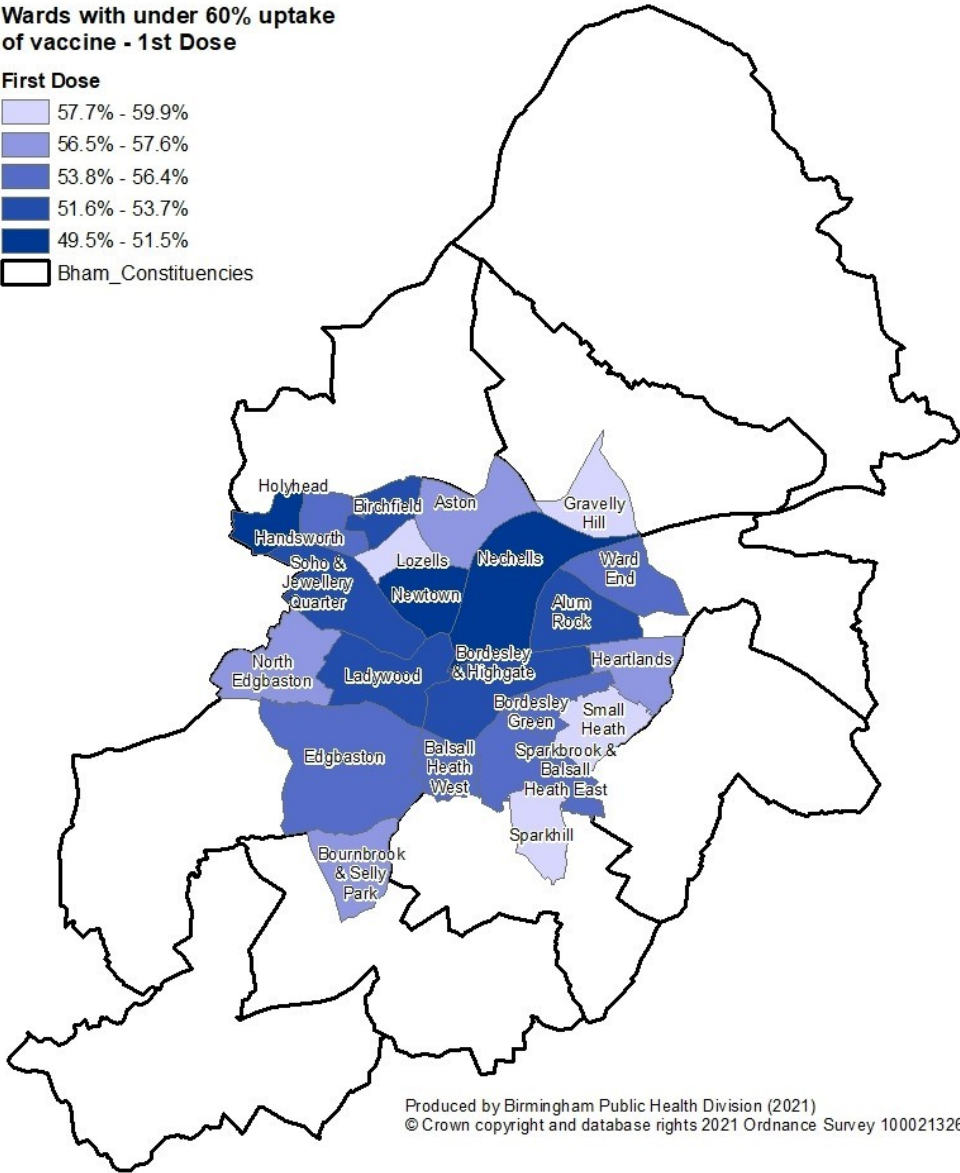 Wards with under 60% uptake
of vaccine - 1st Dose
First Dose
57.7% - 59.9%
56.5% - 57.6%
53.8% - 56.4%
51.6% - 53.7%
49.5% - 51.5%
Bham_Constituencies
Holyhead
Birchfield
Aston
Gravelly
Hill
Handsworth
Lozells
Nechells
Soho &
Jewellery
Quarter
Newtown
Ward
End
Alum
Rock
North
Edgbaston
Ladywood
Bordesley
& Highgate
Heartlands
Bordesley
Green
Small
Heath
Edgbaston
Balsall
Heath
West
Sparkbrook &
Balsall
Heath East
Sparkhill
Bournbrook
& Selly
Park
Produced by Birmingham Public Health Division (2021)
© Crown copyright and database rights 2021 Ordnance Survey 100021326